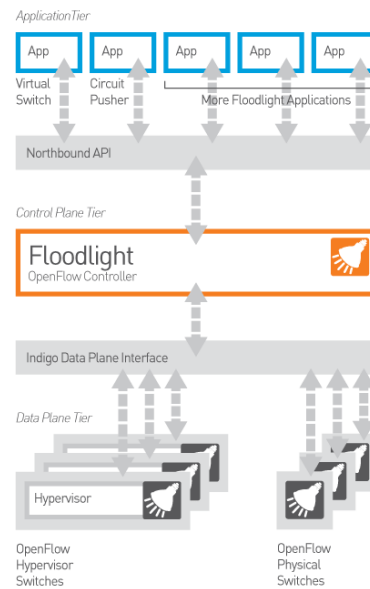 ApplicationTier
App App App App App
Virtual
Switch
Circuit
Pusher
More Floodlight Applications
Northbound API
Control Plane Tier
Floodlight
OpenFlow Controller
Indigo Data Plane Interface
Data Plane Tier
Hypervisor
OpenFlow
Hypervisor
Switches
OpenFlow
Physical
Switches